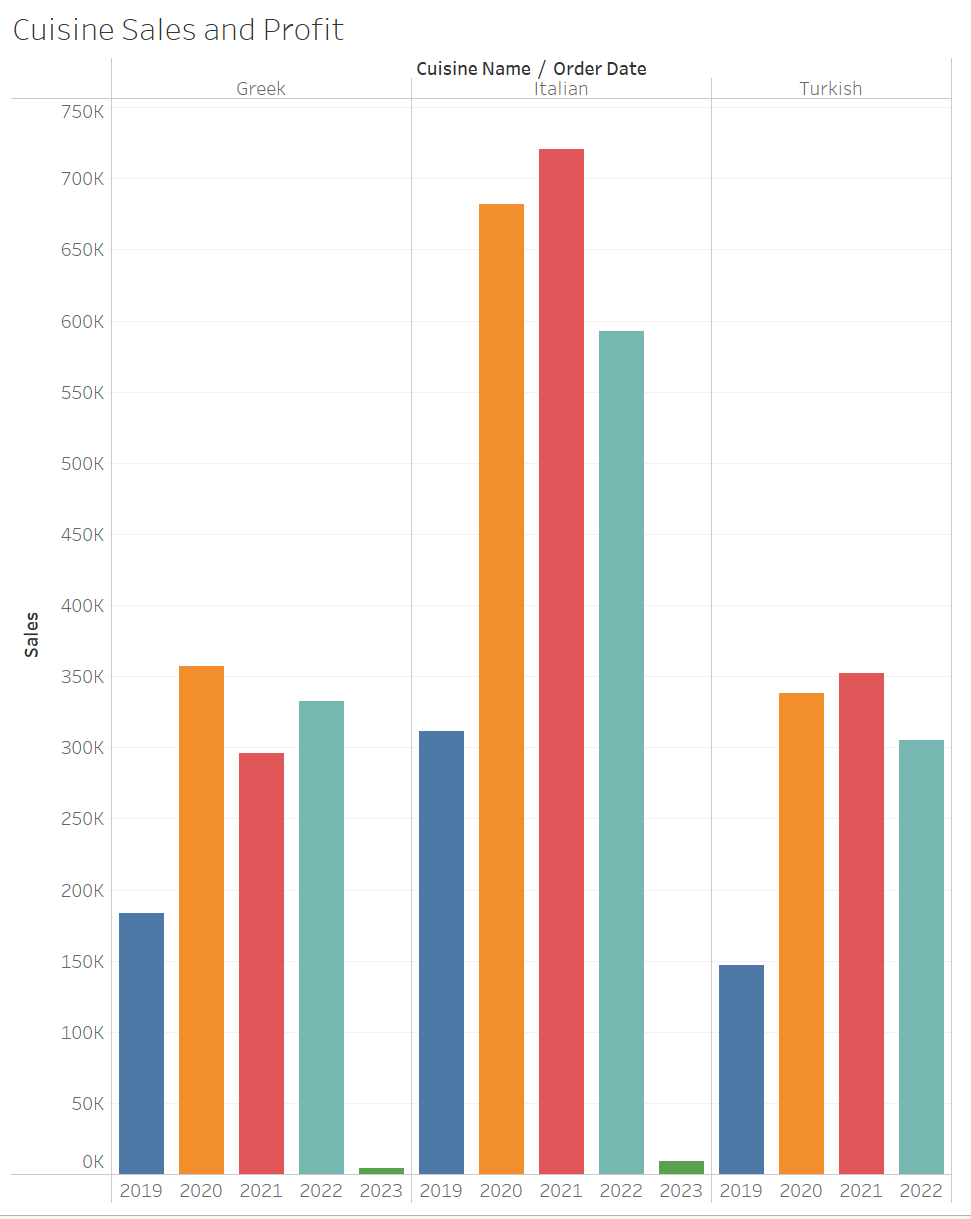 Cuisine Sales and Profit
Cuisine Name / Order Date
Greek Italian Turkish
750K
700K
650K
600K
550K
500K
450K
400K
350K
300K
250K
200K
150K
100K
50K
0K
Sales
2019 2020 2021 2022 2023 2019 2020 2021 2022 2023 2019 2020 2021 2022